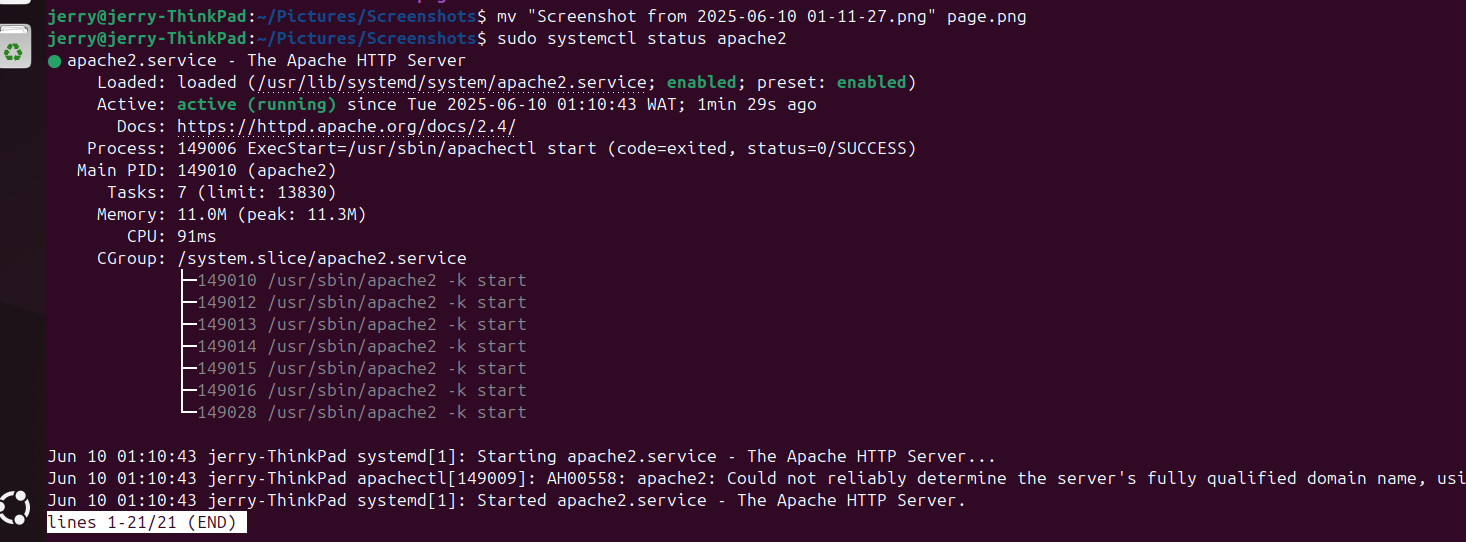 jerry@jerry-ThinkPad:~/Pictures/Screenshots$ mv "Screenshot from 2025-06-10 01-11-27.png" page.png
jerry@jerry-ThinkPad:~/Pictures/Screenshots$ sudo systemctl status apache2
● apache2.service - The Apache HTTP Server
     Loaded: loaded (/usr/lib/systemd/system/apache2.service; enabled; preset: enabled)
     Active: active (running) since Tue 2025-06-10 01:10:43 WAT; 1min 29s ago
       Docs: https://httpd.apache.org/docs/2.4/
    Process: 149006 ExecStart=/usr/sbin/apachectl start (code=exited, status=0/SUCCESS)
   Main PID: 149010 (apache2)
      Tasks: 7 (limit: 13830)
     Memory: 11.0M (peak: 11.3M)
        CPU: 91ms
     CGroup: /system.slice/apache2.service
             ├─149010 /usr/sbin/apache2 -k start
             ├─149012 /usr/sbin/apache2 -k start
             ├─149013 /usr/sbin/apache2 -k start
             ├─149014 /usr/sbin/apache2 -k start
             ├─149015 /usr/sbin/apache2 -k start
             ├─149016 /usr/sbin/apache2 -k start
             └─149028 /usr/sbin/apache2 -k start
Jun 10 01:10:43 jerry-ThinkPad systemd[1]: Starting apache2.service - The Apache HTTP Server...
Jun 10 01:10:43 jerry-ThinkPad apachectl[149009]: AH00558: apache2: Could not reliably determine the server's fully qualified domain name, usi
Jun 10 01:10:43 jerry-ThinkPad systemd[1]: Started apache2.service - The Apache HTTP Server.
lines 1-21/21 (END)